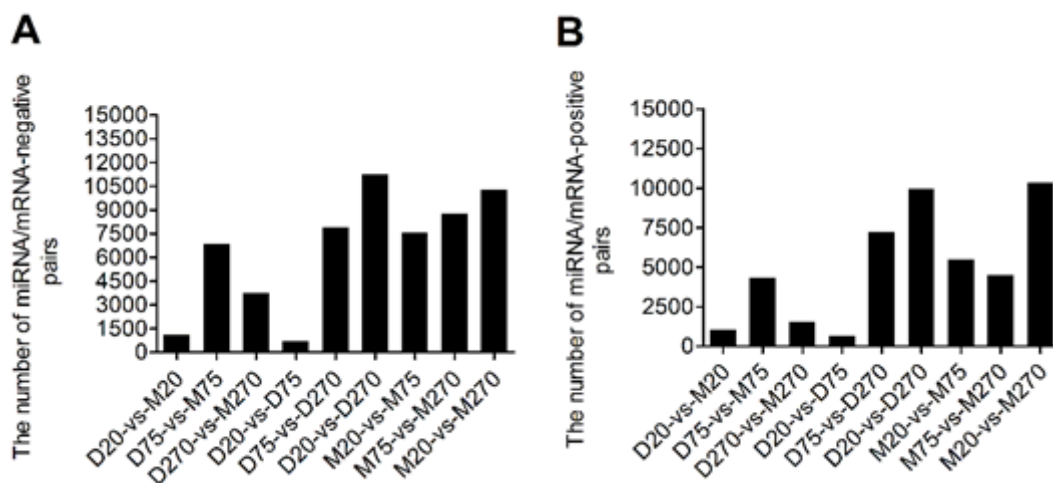 A
The number of miRNA/mRNA-negative
pairs
15000
13500
12000
10500
9000
7500
6000
4500
3000
1500
0
D20-vs-M20
D75-vs-M75
D270-vs-M270
D20-vs-D75
D75-vs-D270
D20-vs-D270
M20-vs-M75
M75-vs-M270
M20-vs-M270
B
The number of miRNA/mRNA-positive
pairs
15000
12500
10000
7500
5000
2500
0
D20-vs-M20
D75-vs-M75
D270-vs-M270
D20-vs-D75
D75-vs-D270
D20-vs-D270
M20-vs-M75
M75-vs-M270
M20-vs-M270